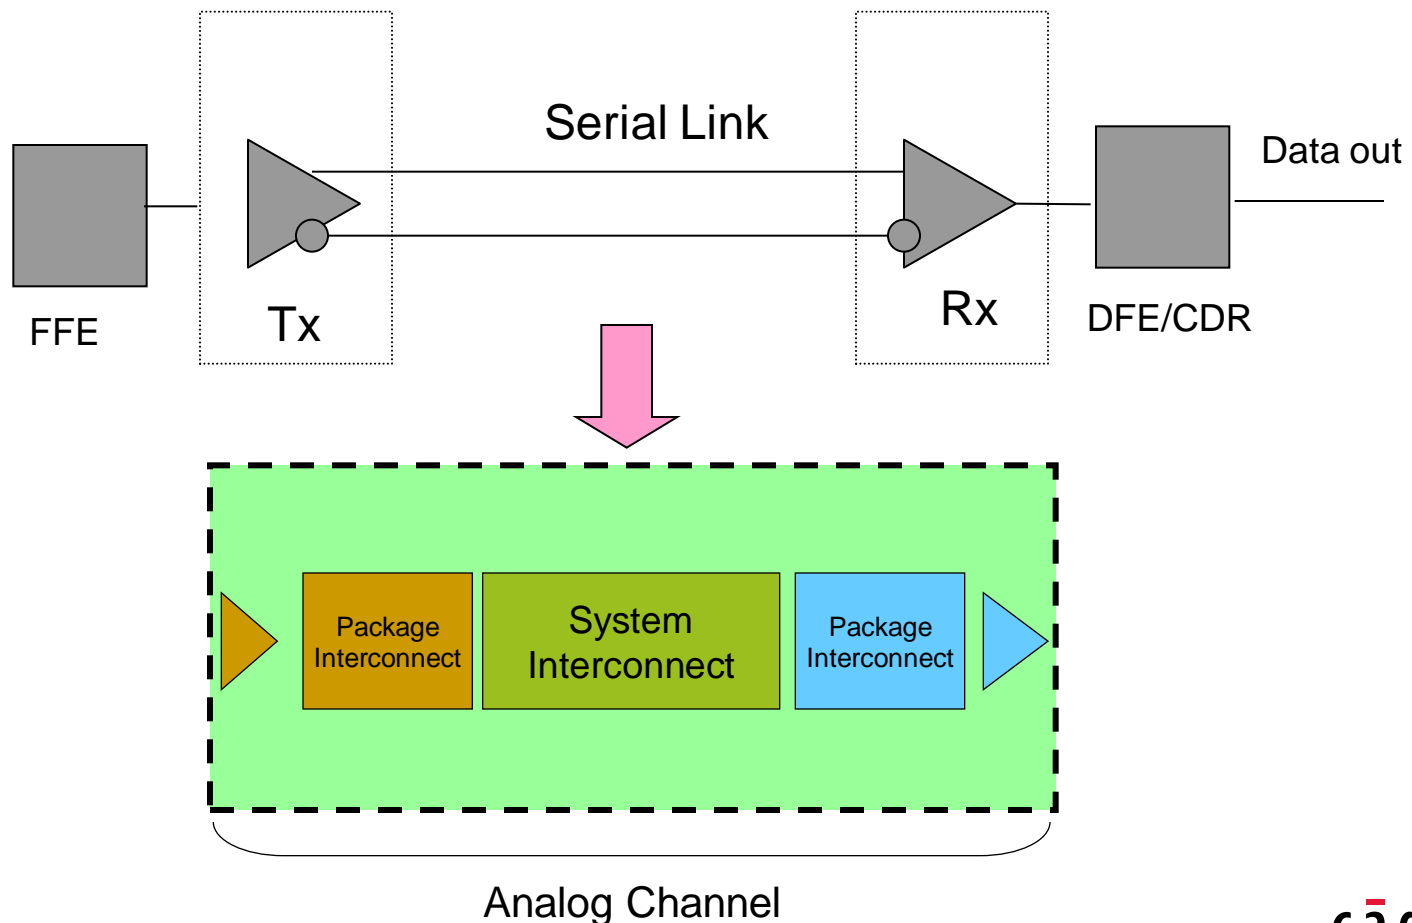 Serial Link
Data out
FFE
Tx
Rx
DFE/CDR
Package
Interconnect
System
Interconnect
Package
Interconnect
Analog Channel